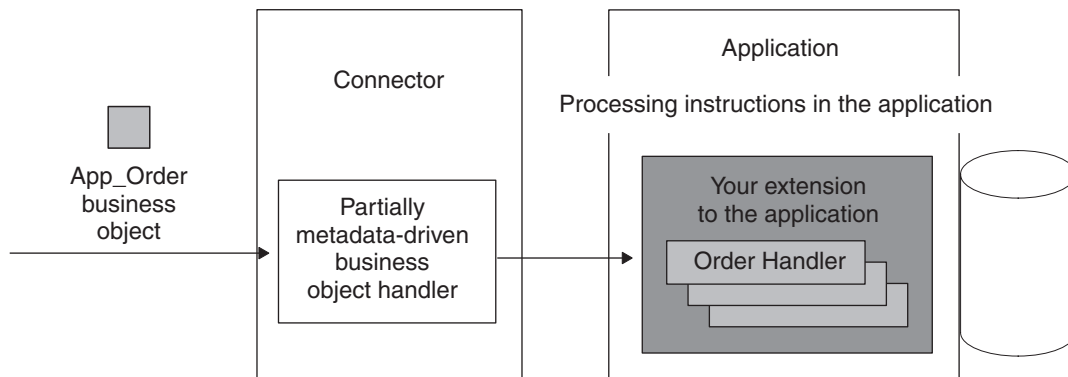 Connector
Application
Processing instructions in the application
App_Order
business
object
Partially
metadata-driven
business
object handler
Your extension
to the application
Order Handler